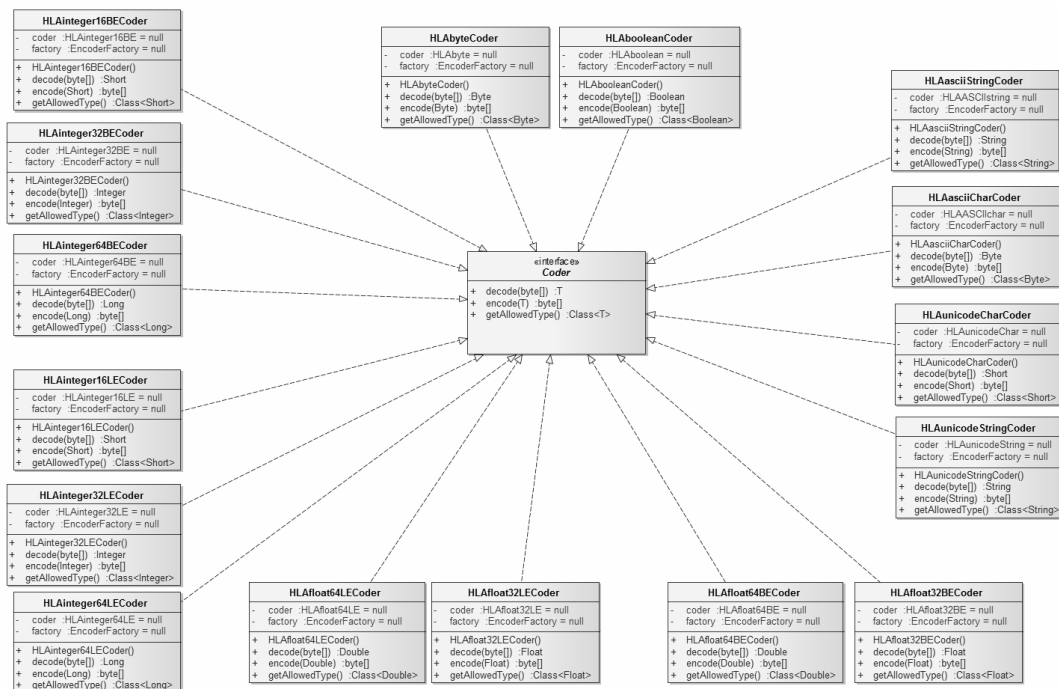 HLAinteger16BECoder
- coder :HLAinteger16BE = null
- factory :EncoderFactory = null
+ HLAinteger16BECoder()
+ decode(byte[]) :Short
+ encode(Short) :byte[]
+ getAllowedType() :Class<Short>
HLAinteger32BECoder
- coder :HLAinteger32BE = null
- factory :EncoderFactory = null
+ HLAinteger32BECoder()
+ decode(byte[]) :Integer
+ encode(Integer) :byte[]
+ getAllowedType() :Class<Integer>
HLAinteger64BECoder
- coder :HLAinteger64BE = null
- factory :EncoderFactory = null
+ HLAinteger64BECoder()
+ decode(byte[]) :Long
+ encode(Long) :byte[]
+ getAllowedType() :Class<Long>
HLAinteger16LECoder
- coder :HLAinteger16LE = null
- factory :EncoderFactory = null
+ HLAinteger16LECoder()
+ decode(byte[]) :Short
+ encode(Short) :byte[]
+ getAllowedType() :Class<Short>
HLAinteger32LECoder
- coder :HLAinteger32LE = null
- factory :EncoderFactory = null
+ HLAinteger32LECoder()
+ decode(byte[]) :Integer
+ encode(Integer) :byte[]
+ getAllowedType() :Class<Integer>
HLAinteger64LECoder
- coder :HLAinteger64LE = null
- factory :EncoderFactory = null
+ HLAinteger64LECoder()
+ decode(byte[]) :Long
+ encode(Long) :byte[]
+ getAllowedType() :Class<Long>
HLAbyteCoder
- coder :HLAbyte = null
- factory :EncoderFactory = null
+ HLAbyteCoder()
+ decode(byte[]) :Byte
+ encode(Byte) :byte[]
+ getAllowedType() :Class<Byte>
HLAbooleanCoder
- coder :HLAboolean = null
- factory :EncoderFactory = null
+ HLAbooleanCoder()
+ decode(byte[]) :Boolean
+ encode(Boolean) :byte[]
+ getAllowedType() :Class<Boolean>
«interface»
Coder
+ decode(byte[]) :T
+ encode(T) :byte[]
+ getAllowedType() :Class<T>
HLAfloat64LECoder
- coder :HLAfloat64LE = null
- factory :EncoderFactory = null
+ HLAfloat64LECoder()
+ decode(byte[]) :Double
+ encode(Double) :byte[]
+ getAllowedType() :Class<Double>
HLAfloat32LECoder
- coder :HLAfloat32LE = null
- factory :EncoderFactory = null
+ HLAfloat32LECoder()
+ decode(byte[]) :Float
+ encode(Float) :byte[]
+ getAllowedType() :Class<Float>
HLAfloat64BECoder
- coder :HLAfloat64BE = null
- factory :EncoderFactory = null
+ HLAfloat64BECoder()
+ decode(byte[]) :Double
+ encode(Double) :byte[]
+ getAllowedType() :Class<Double>
HLAfloat32BECoder
- coder :HLAfloat32BE = null
- factory :EncoderFactory = null
+ HLAfloat32BECoder()
+ decode(byte[]) :Float
+ encode(Float) :byte[]
+ getAllowedType() :Class<Float>
HLAasciiStringCoder
- coder :HLAASCIIstring = null
- factory :EncoderFactory = null
+ HLAasciiStringCoder()
+ decode(byte[]) :String
+ encode(String) :byte[]
+ getAllowedType() :Class<String>
HLAasciiCharCoder
- coder :HLAASCIIchar = null
- factory :EncoderFactory = null
+ HLAasciiCharCoder()
+ decode(byte[]) :Byte
+ encode(Byte) :byte[]
+ getAllowedType() :Class<Byte>
HLAunicodeCharCoder
- coder :HLAunicodeChar = null
- factory :EncoderFactory = null
+ HLAunicodeCharCoder()
+ decode(byte[]) :Short
+ encode(Short) :byte[]
+ getAllowedType() :Class<Short>
HLAunicodeStringCoder
- coder :HLAunicodeString = null
- factory :EncoderFactory = null
+ HLAunicodeStringCoder()
+ decode(byte[]) :String
+ encode(String) :byte[]
+ getAllowedType() :Class<String>